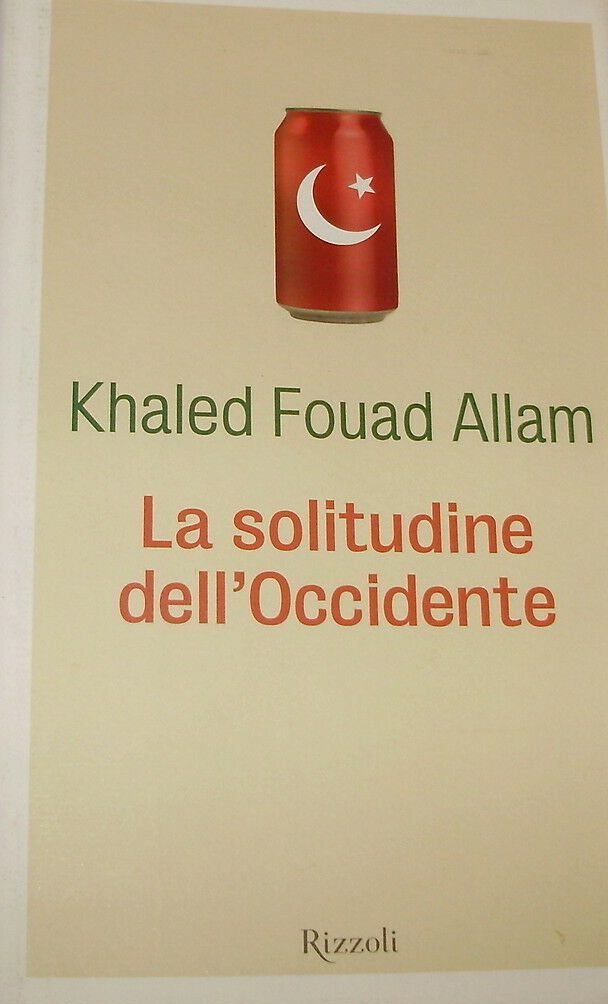 Khaled Fouad Allam
La solitudine
dell'Occidente
Rizzoli